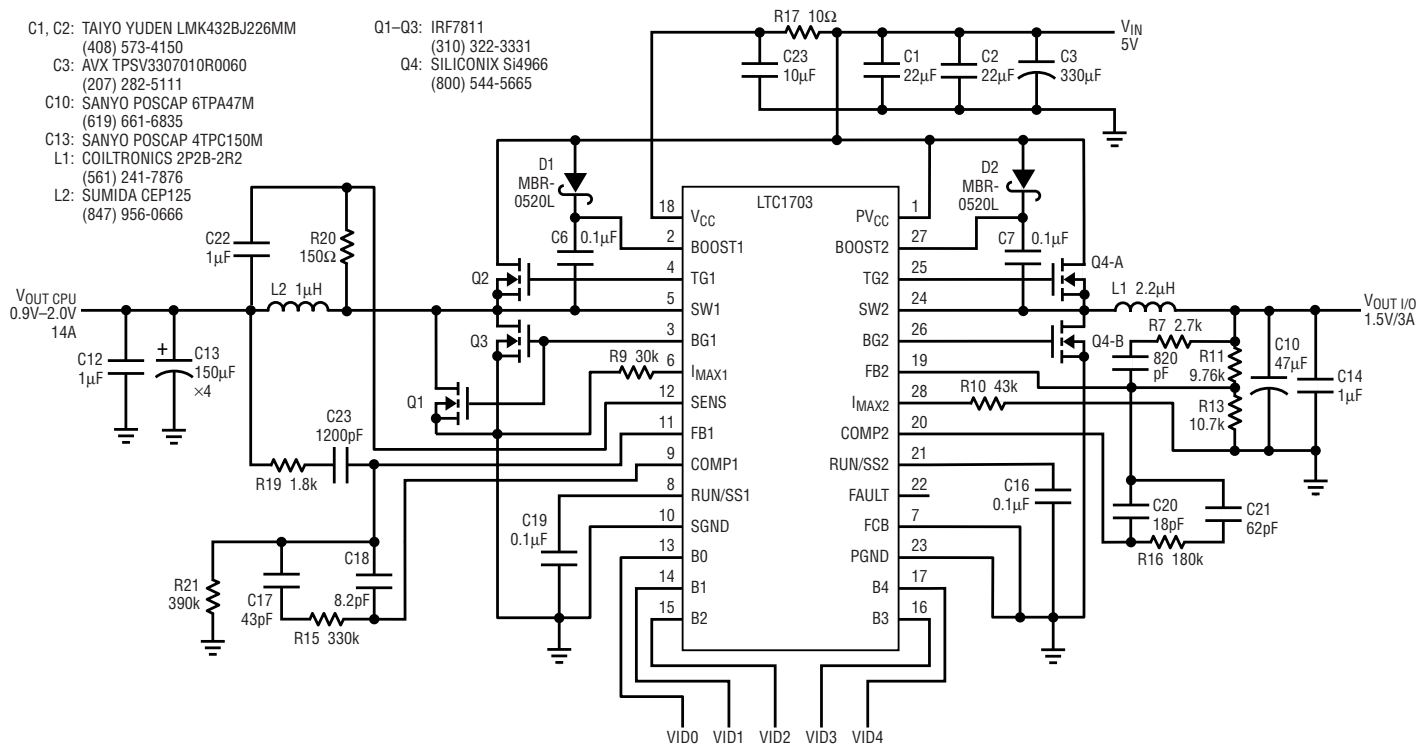 C1, C2: TAIYO YUDEN LMK432BJ226MM
(408) 573-4150
C3: AVX TPSV3307010R0060
(207) 282-5111
C10: SANYO POSCAP 6TPA47M
(619) 661-6835
C13: SANYO POSCAP 4TPC150M
L1: COILTRONICS 2P2B-2R2
(561) 241-7876
L2: SUMIDA CEP125
(847) 956-0666
Q1–Q3: IRF7811
(310) 322-3331
Q4: SILICONIX Si4966
(800) 544-5665
R17 10Ω
VIN
5V
C23
10µF
C1
22µF
C2
22µF
C3
330µF
D1
MBR-
0520L
D2
MBR-
0520L
LTC1703
18 VCC
2 BOOST1
4 TG1
5 SW1
3 BG1
6 IMAX1
12 SENS
11 FB1
9 COMP1
8 RUN/SS1
10 SGND
13 B0
14 B1
15 B2
PVCC 1
BOOST2 27
TG2 25
SW2 24
BG2 26
FB2 19
IMAX2 28
COMP2 20
RUN/SS2 21
FAULT 22
FCB 7
PGND 23
B4 17
B3 16
C22
1µF
R20
150Ω
C6
0.1µF
Q2
L2 1µH
VOUT CPU
0.9V–2.0V
14A
C12
1µF
+
C13
150µF
×4
Q3
Q1
R9 30k
C23
1200pF
R19 1.8k
C19
0.1µF
R21
390k
C17
43pF
C18
8.2pF
R15 330k
C7
0.1µF
Q4-A
L1 2.2µH
Q4-B
VOUT I/O
1.5V/3A
R7 2.7k
820
pF
R11
9.76k
C10
47µF
C14
1µF
R13
10.7k
R10 43k
C16
0.1µF
C20
18pF
C21
62pF
R16 180k
VID0 VID1 VID2 VID3 VID4